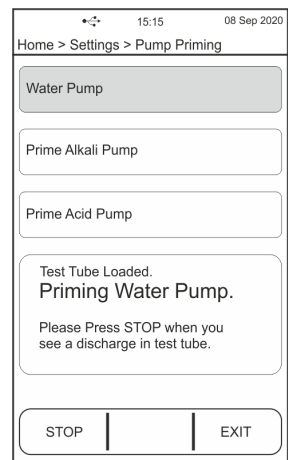 15:15 08 Sep 2020
Home > Settings > Pump Priming
Water Pump
Prime Alkali Pump
Prime Acid Pump
Test Tube Loaded.
Priming Water Pump.
Please Press STOP when you
see a discharge in test tube.
STOP EXIT